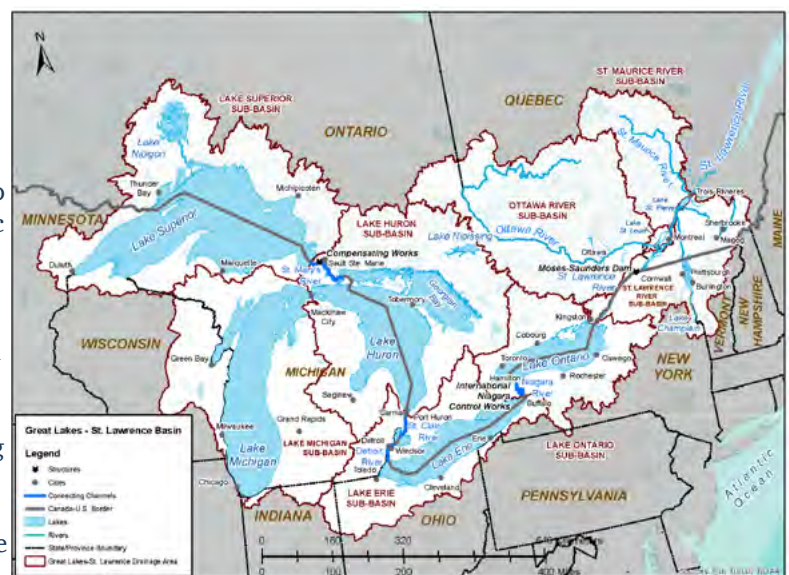 N
LAKE SUPERIOR
SUB-BASIN
ONTARIO
QUEBEC
ST MAURICE RIVER
SUB-BASIN
St. Lawrence River
St. Maurice River
Lake
Nipigon
Thunder
Bay
Michipicoten
MINNESOTA
Lake Superior
Duluth
Marquette
LAKE HURON
SUB-BASIN
Compensating Works
Sault Ste. Marie
St. Mary's
River
Lake Nipissing
OTTAWA RIVER
SUB-BASIN
Ottawa River
Ottawa
Trois Rivieres
Lake
St. Pierre
Lake
St. Louis
Montreal
Sherbrooke
Magog
MAINE
Moses-Saunders Dam
St. Lawrence
River
Cornwall
ST. LAWRENCE
RIVER
SUB-BASIN
Plattsburgh
Burlington
Lake
Champlain
VERMONT
NEW
HAMPSHIRE
Mackinaw
City
Tobermory
Georgian
Bay
Lake
Huron
Kingston
Cobourg
Toronto
Lake Ontario
Oswego
Rochester
NEW
YORK
Hamilton
Niagara
River
International
Niagara
Control Works
Buffalo
WISCONSIN
Green Bay
MICHIGAN
Saginaw
Grand Rapids
Milwaukee
Lake
Michigan
LAKE MICHIGAN
SUB-BASIN
Sarnia
Port Huron
St. Clair
River
Detroit
Detroit
River
Windsor
Toledo
Lake Erie
Erie
Cleveland
LAKE ERIE
SUB-BASIN
LAKE ONTARIO
SUB-BASIN
Chicago
INDIANA
OHIO
PENNSYLVANIA
Atlantic
Ocean
Great Lakes - St. Lawrence Basin
Legend
Structures
Cities
Connecting Channels
Canada-U.S. Border
Lakes
Rivers
State/Province Boundary
Great Lakes-St. Lawrence Drainage Area
0 160 320 640 Kilometers
0 100 200 400 Miles